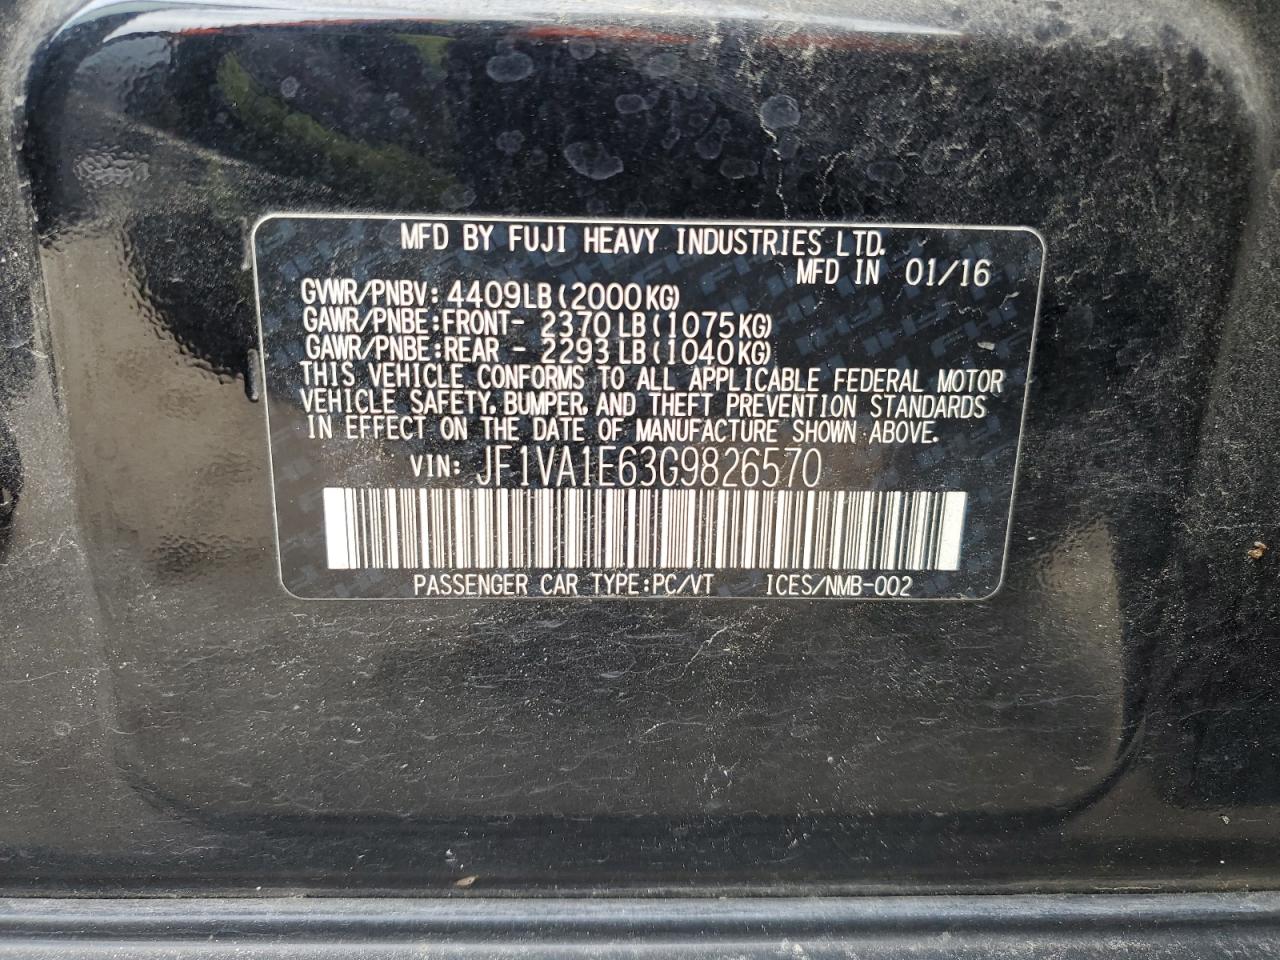 MFD BY FUJI HEAVY INDUSTRIES LTD.
MFD IN 01/16
GVWR/PNBV: 4409LB(2000KG)
GAWR/PNBE:FRONT- 2370LB(1075KG)
GAWR/PNBE:REAR - 2293LB(1040KG)
THIS VEHICLE CONFORMS TO ALL APPLICABLE FEDERAL MOTOR
VEHICLE SAFETY, BUMPER, AND THEFT PREVENTION STANDARDS
IN EFFECT ON THE DATE OF MANUFACTURE SHOWN ABOVE.
VIN: JF1VA1E63G9826570
PASSENGER CAR TYPE:PC/VT ICES/NMB-002